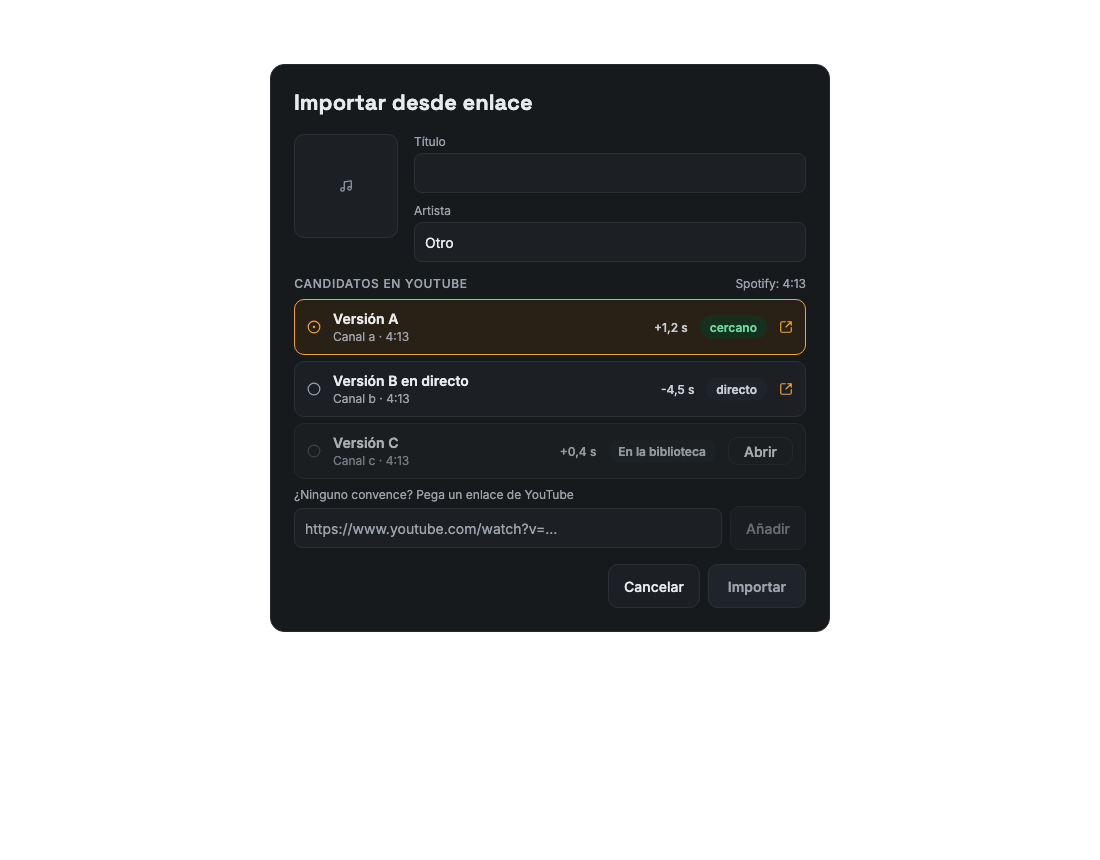 Importar desde enlace
Título
Artista
Otro
CANDIDATOS EN YOUTUBE Spotify: 4:13
Versión A
Canal a · 4:13
+1,2 s cercano
Versión B en directo
Canal b · 4:13
-4,5 s directo
Versión C
Canal c · 4:13
+0,4 s En la biblioteca Abrir
¿Ninguno convence? Pega un enlace de YouTube
https://www.youtube.com/watch?v=... Añadir
Cancelar Importar